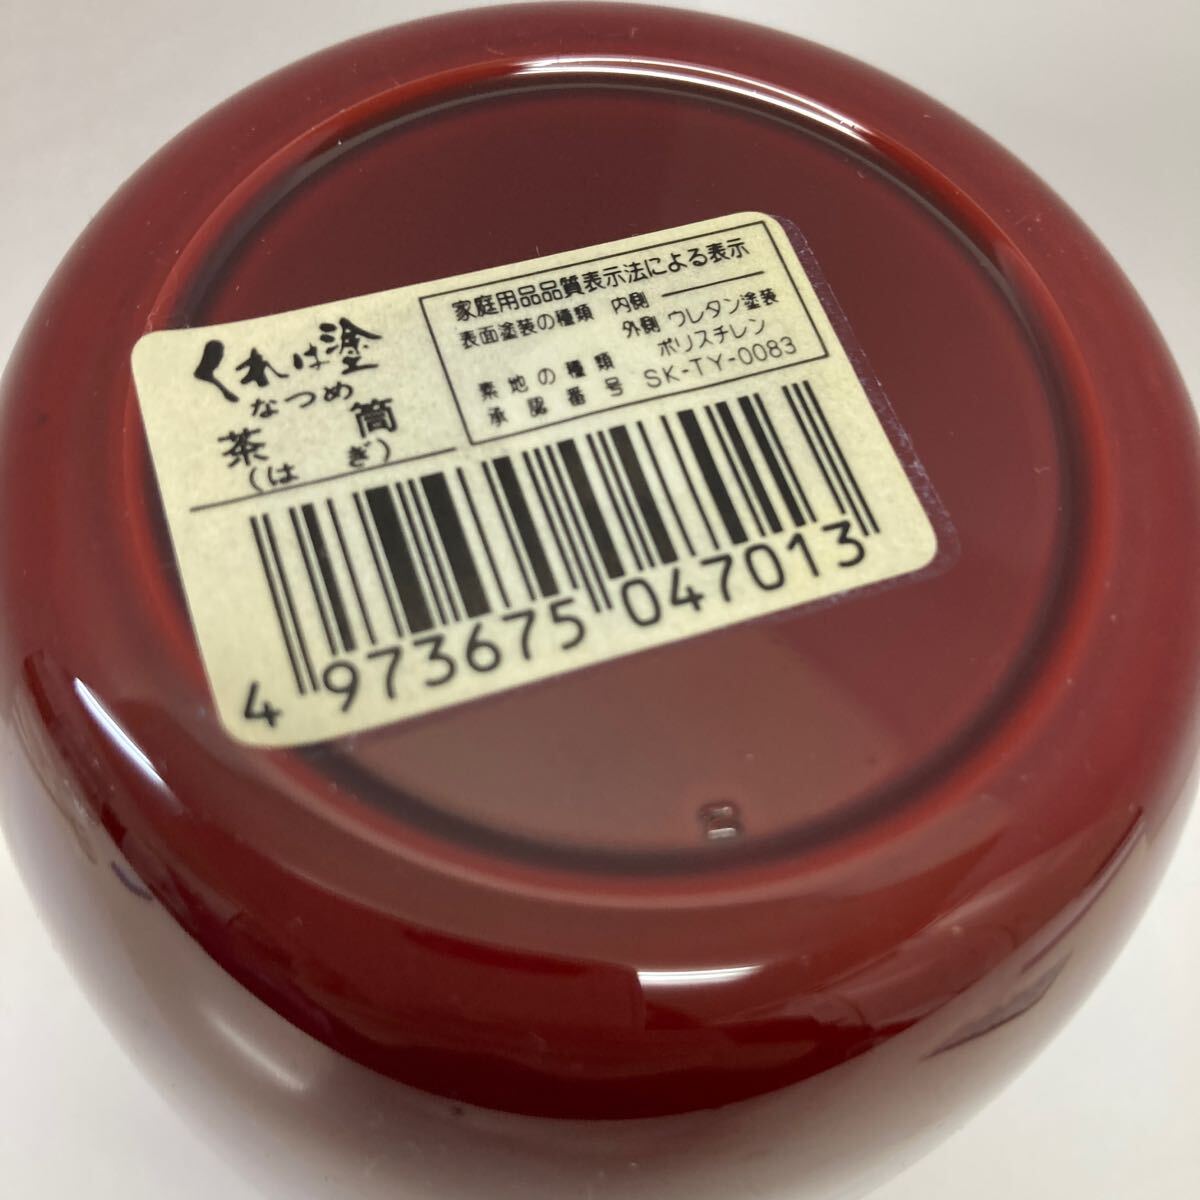 くれは塗
なつめ
茶筒
(はぎ)
家庭用品品質表示法による表示
表面塗装の種類 内側 ―――
外側 ウレタン塗装
素地の種類 ポリスチレン
承認番号 SK-TY-0083
4 973675 047013